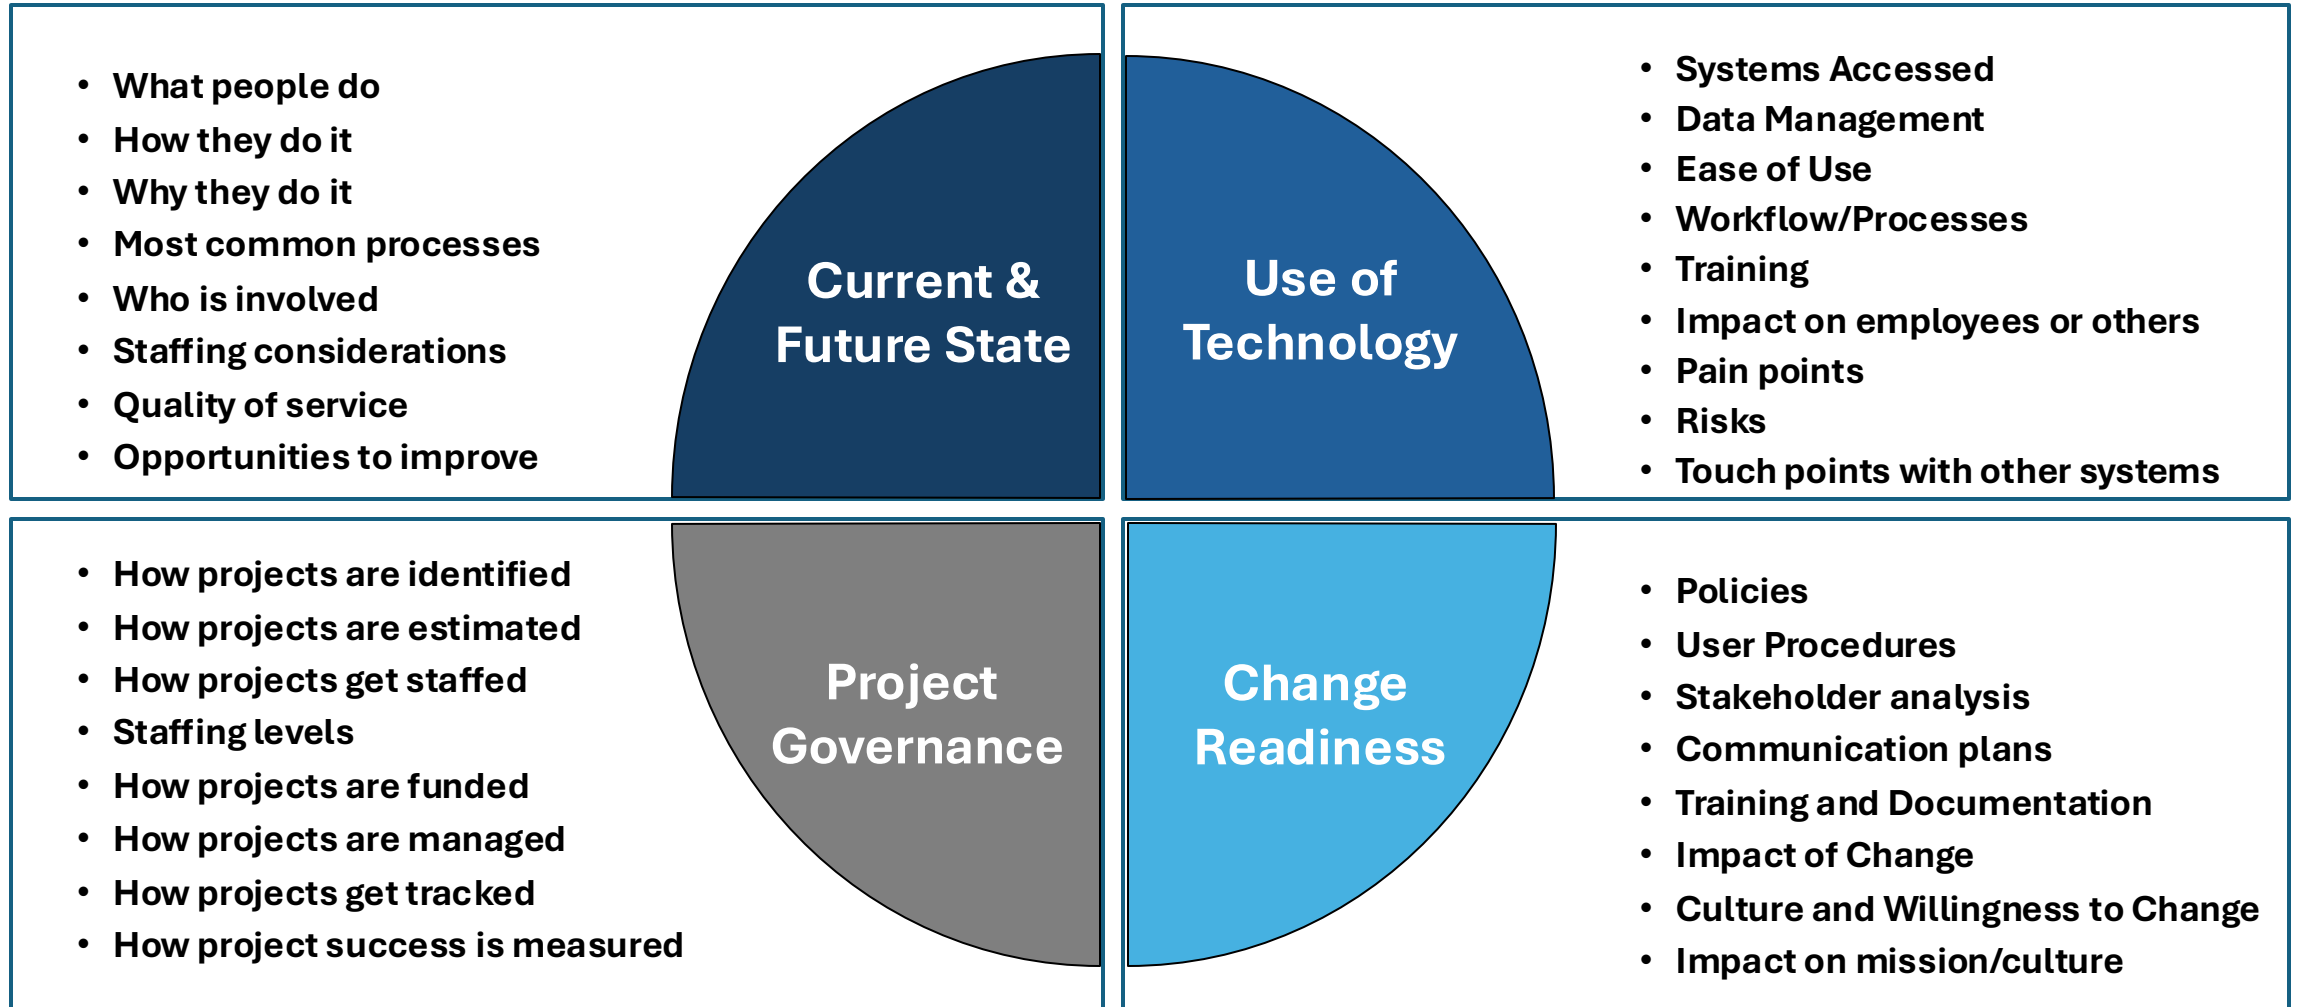 • What people do
• How they do it
• Why they do it
• Most common processes
• Who is involved
• Staffing considerations
• Quality of service
• Opportunities to improve
Current &
Future State
Use of
Technology
• Systems Accessed
• Data Management
• Ease of Use
• Workflow/Processes
• Training
• Impact on employees or others
• Pain points
• Risks
• Touch points with other systems
• How projects are identified
• How projects are estimated
• How projects get staffed
• Staffing levels
• How projects are funded
• How projects are managed
• How projects get tracked
• How project success is measured
Project
Governance
Change
Readiness
• Policies
• User Procedures
• Stakeholder analysis
• Communication plans
• Training and Documentation
• Impact of Change
• Culture and Willingness to Change
• Impact on mission/culture